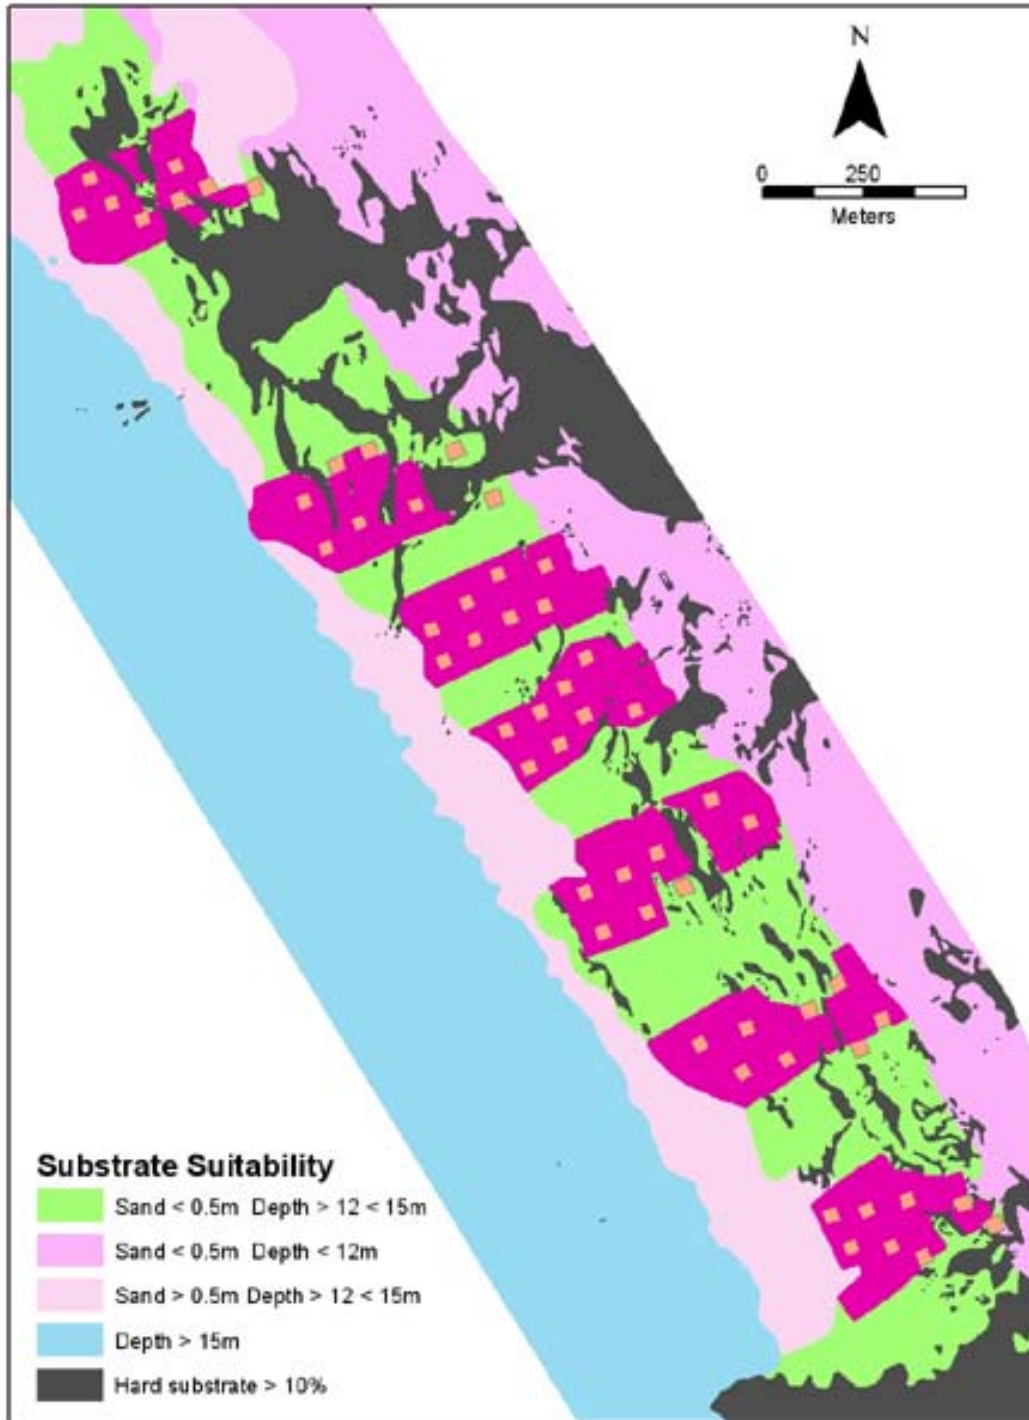 N
0 250
Meters
Substrate Suitability
Sand < 0.5m Depth > 12 < 15m
Sand < 0.5m Depth < 12m
Sand > 0.5m Depth > 12 < 15m
Depth > 15m
Hard substrate > 10%